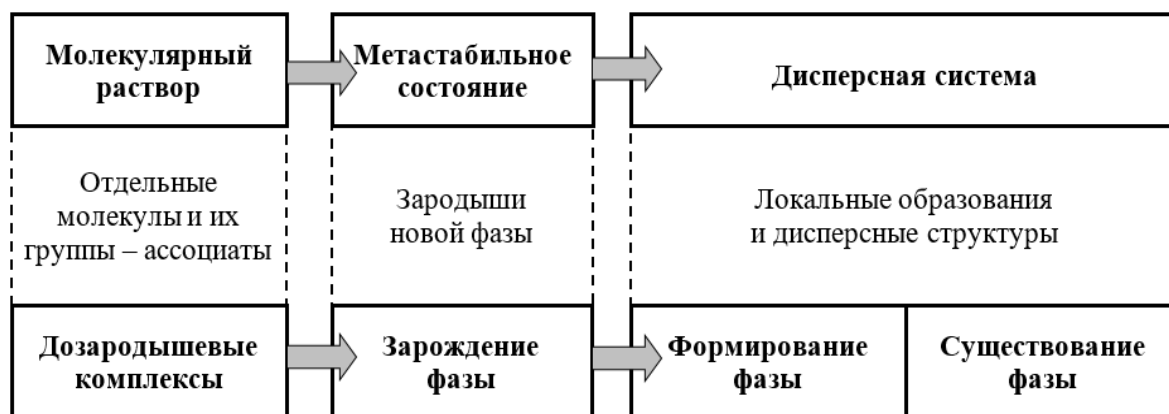 Молекулярный
раствор
Метастабильное
состояние
Дисперсная система
Отдельные
молекулы и их
группы – ассоциаты
Зародыши
новой фазы
Локальные образования
и дисперсные структуры
Дозародышевые
комплексы
Зарождение
фазы
Формирование
фазы
Существование
фазы